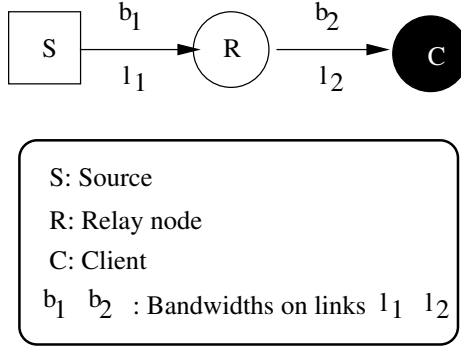 b1 b2
S R C
l1 l2
S: Source
R: Relay node
C: Client
b1 b2 : Bandwidths on links l1 l2